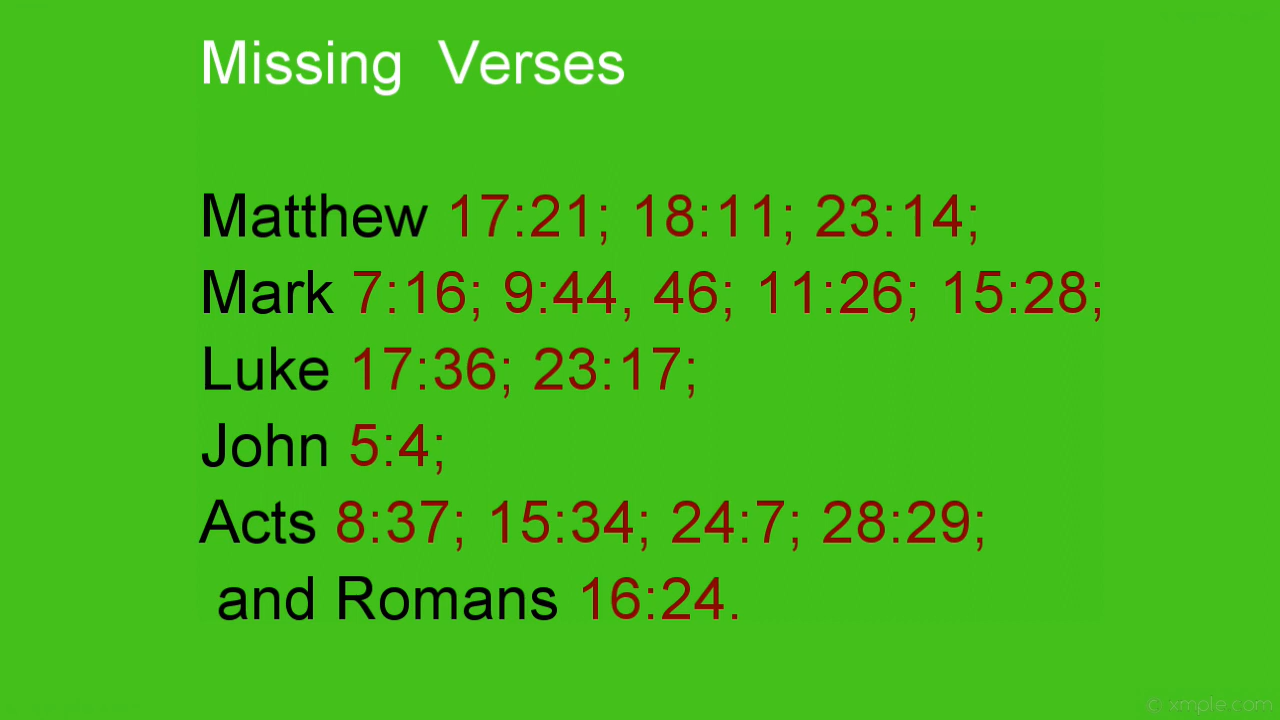 Missing Verses
Matthew 17:21; 18:11; 23:14;
Mark 7:16; 9:44, 46; 11:26; 15:28;
Luke 17:36; 23:17;
John 5:4;
Acts 8:37; 15:34; 24:7; 28:29;
and Romans 16:24.
© xmple.com